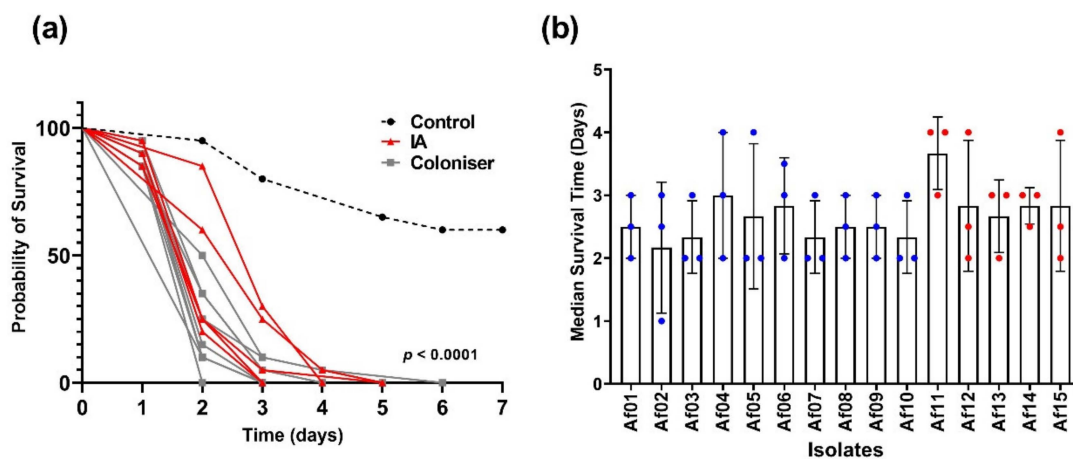 (a)
Probability of Survival
100
50
0
Control
IA
Coloniser
p < 0.0001
0 1 2 3 4 5 6 7
Time (days)
(b)
Median Survival Time (Days)
5
4
3
2
1
0
Af01 Af02 Af03 Af04 Af05 Af06 Af07 Af08 Af09 Af10 Af11 Af12 Af13 Af14 Af15
Isolates